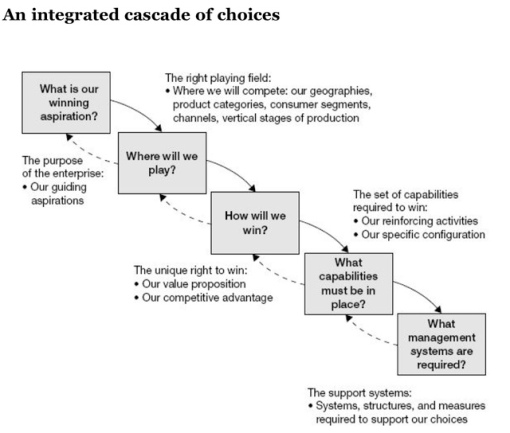 An integrated cascade of choices
What is our
winning
aspiration?
The right playing field:
• Where we will compete: our geographies,
product categories, consumer segments,
channels, vertical stages of production
Where will we
play?
The purpose
of the enterprise:
• Our guiding
aspirations
How will we
win?
The set of capabilities
required to win:
• Our reinforcing activities
• Our specific configuration
The unique right to win:
• Our value proposition
• Our competitive advantage
What
capabilities
must be in
place?
What
management
systems are
required?
The support systems:
• Systems, structures, and measures
required to support our choices